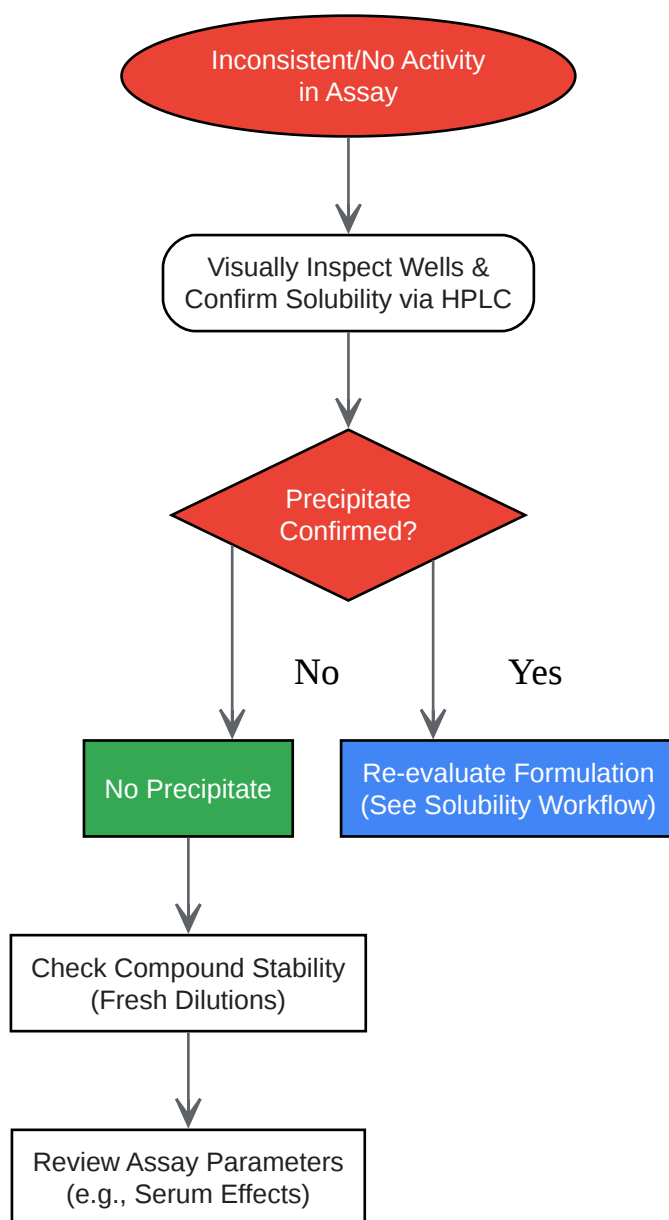 Inconsistent/No Activity
in Assay
Visually Inspect Wells &
Confirm Solubility via HPLC
Precipitate
Confirmed?
No
Yes
No Precipitate
Re-evaluate Formulation
(See Solubility Workflow)
Check Compound Stability
(Fresh Dilutions)
Review Assay Parameters
(e.g., Serum Effects)